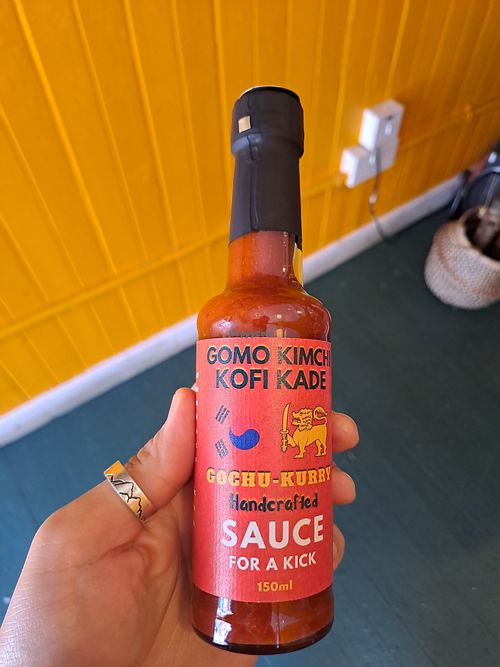 GOMO KIMCHI
KOFI KADE
GOCHU-KURRY
Handcrafted
SAUCE
FOR A KICK
150ml